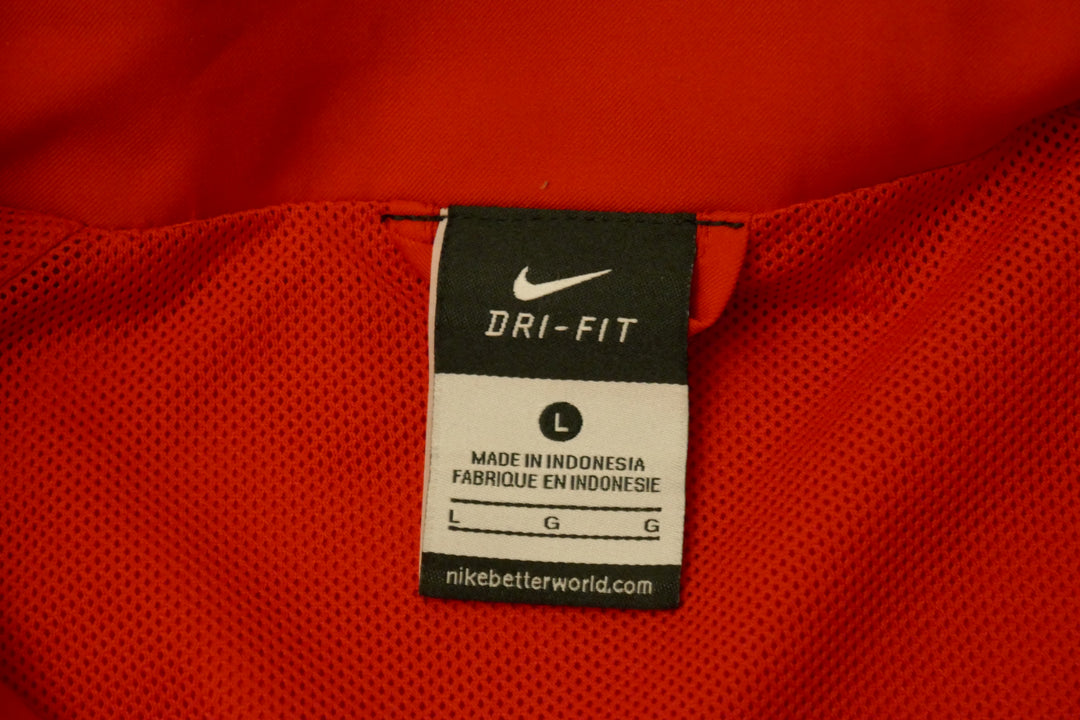 DRI-FIT
L
MADE IN INDONESIA
FABRIQUE EN INDONESIE
L G G
nikebetterworld.com